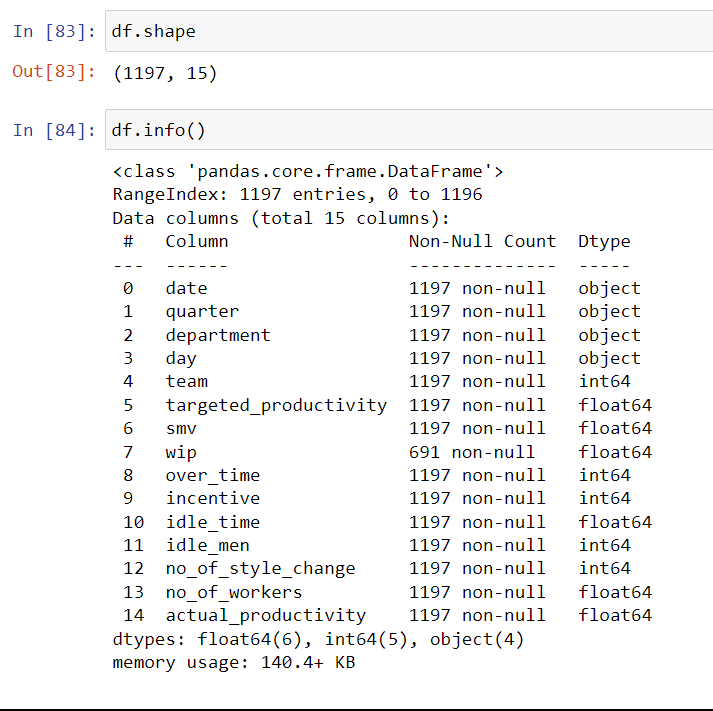 In [83]: df.shape
Out[83]: (1197, 15)
In [84]: df.info()
<class 'pandas.core.frame.DataFrame'>
RangeIndex: 1197 entries, 0 to 1196
Data columns (total 15 columns):
 #   Column                 Non-Null Count  Dtype
---  ------                 --------------  -----
 0   date                   1197 non-null   object
 1   quarter                1197 non-null   object
 2   department             1197 non-null   object
 3   day                    1197 non-null   object
 4   team                   1197 non-null   int64
 5   targeted_productivity  1197 non-null   float64
 6   smv                    1197 non-null   float64
 7   wip                    691 non-null    float64
 8   over_time              1197 non-null   int64
 9   incentive              1197 non-null   int64
 10  idle_time              1197 non-null   float64
 11  idle_men               1197 non-null   int64
 12  no_of_style_change     1197 non-null   int64
 13  no_of_workers          1197 non-null   float64
 14  actual_productivity    1197 non-null   float64
dtypes: float64(6), int64(5), object(4)
memory usage: 140.4+ KB